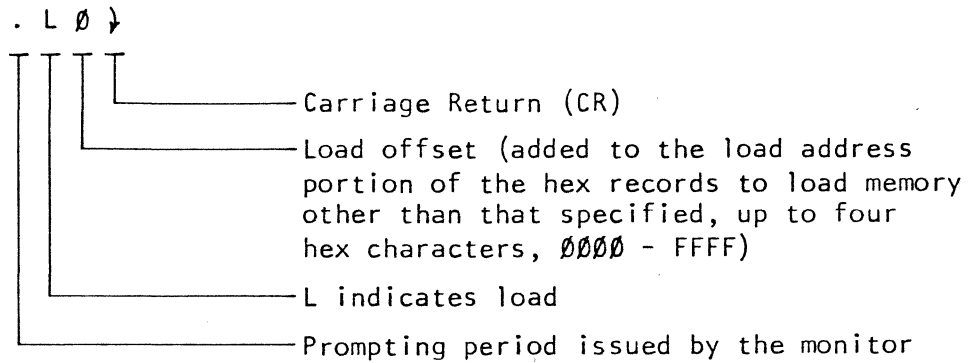 . L Ø ⤸
Carriage Return (CR)
Load offset (added to the load address
portion of the hex records to load memory
other than that specified, up to four
hex characters, ØØØØ - FFFF)
L indicates load
Prompting period issued by the monitor